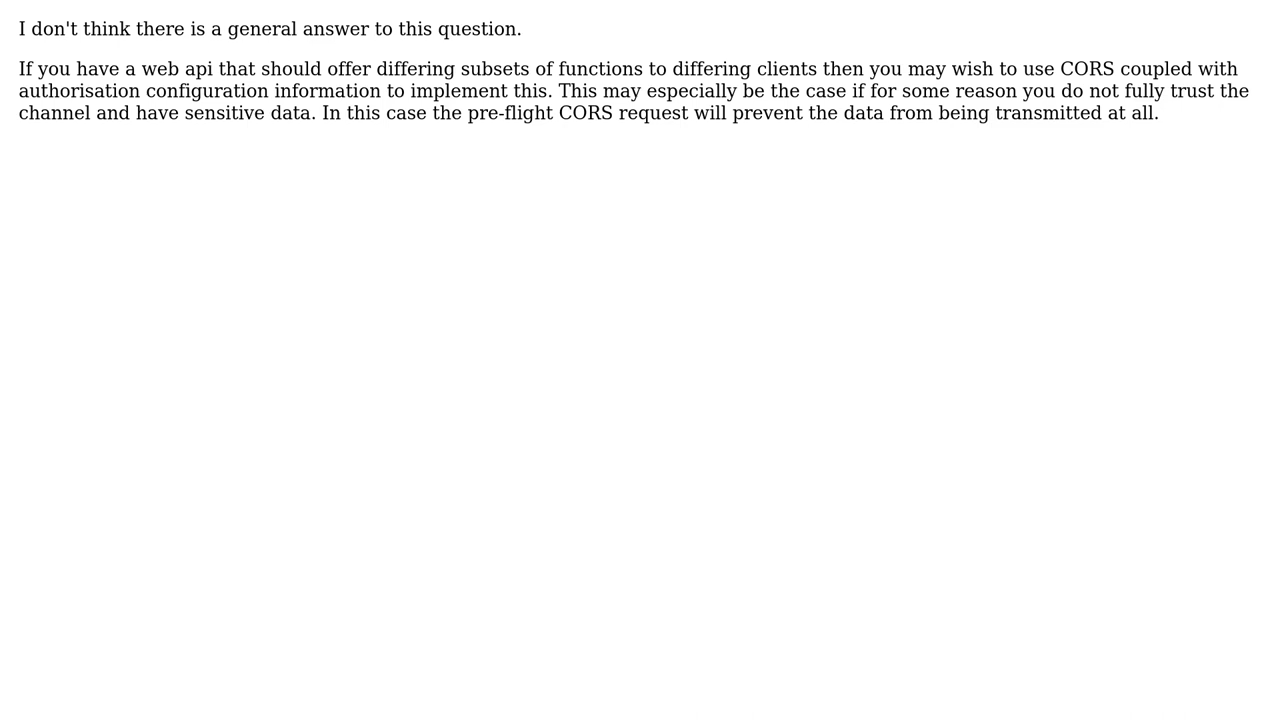 I don't think there is a general answer to this question.
If you have a web api that should offer differing subsets of functions to differing clients then you may wish to use CORS coupled with
authorisation configuration information to implement this. This may especially be the case if for some reason you do not fully trust the
channel and have sensitive data. In this case the pre-flight CORS request will prevent the data from being transmitted at all.